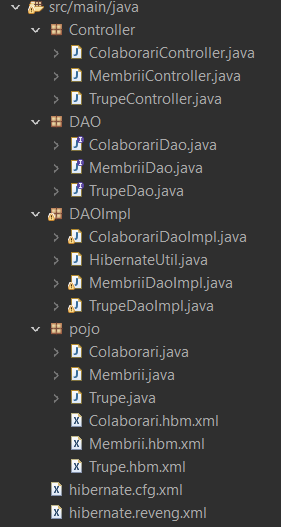 src/main/java
Controller
ColaborariController.java
MembriiController.java
TrupeController.java
DAO
ColaborariDao.java
MembriiDao.java
TrupeDao.java
DAOImpl
ColaborariDaoImpl.java
HibernateUtil.java
MembriiDaoImpl.java
TrupeDaoImpl.java
pojo
Colaborari.java
Membrii.java
Trupe.java
Colaborari.hbm.xml
Membrii.hbm.xml
Trupe.hbm.xml
hibernate.cfg.xml
hibernate.reveng.xml